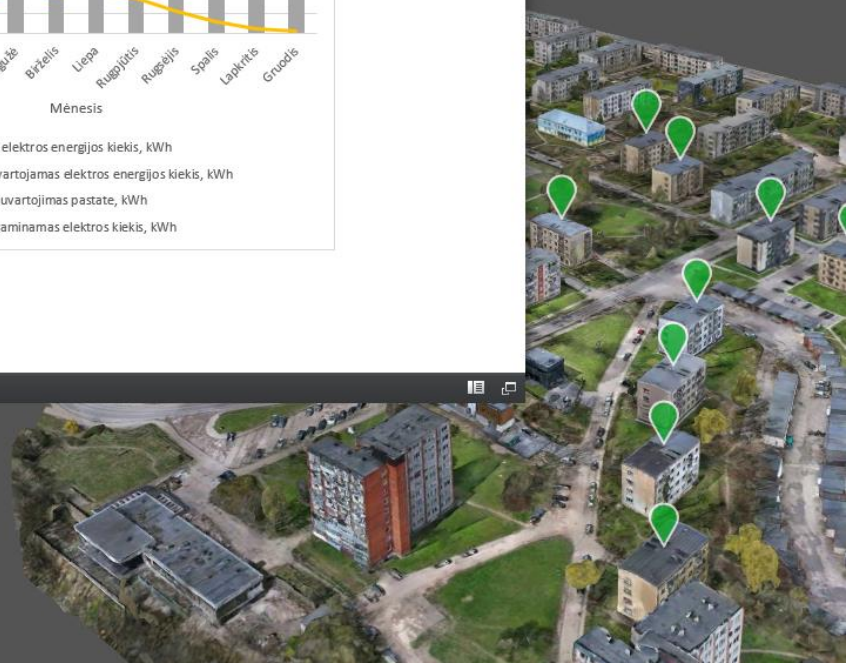 Birželis
Liepa
Rugpjūtis
Rugsėjis
Spalis
Lapkritis
Gruodis
Mėnesis
elektros energijos kiekis, kWh
vartojamas elektros energijos kiekis, kWh
uvartojimas pastate, kWh
aminamas elektros kiekis, kWh